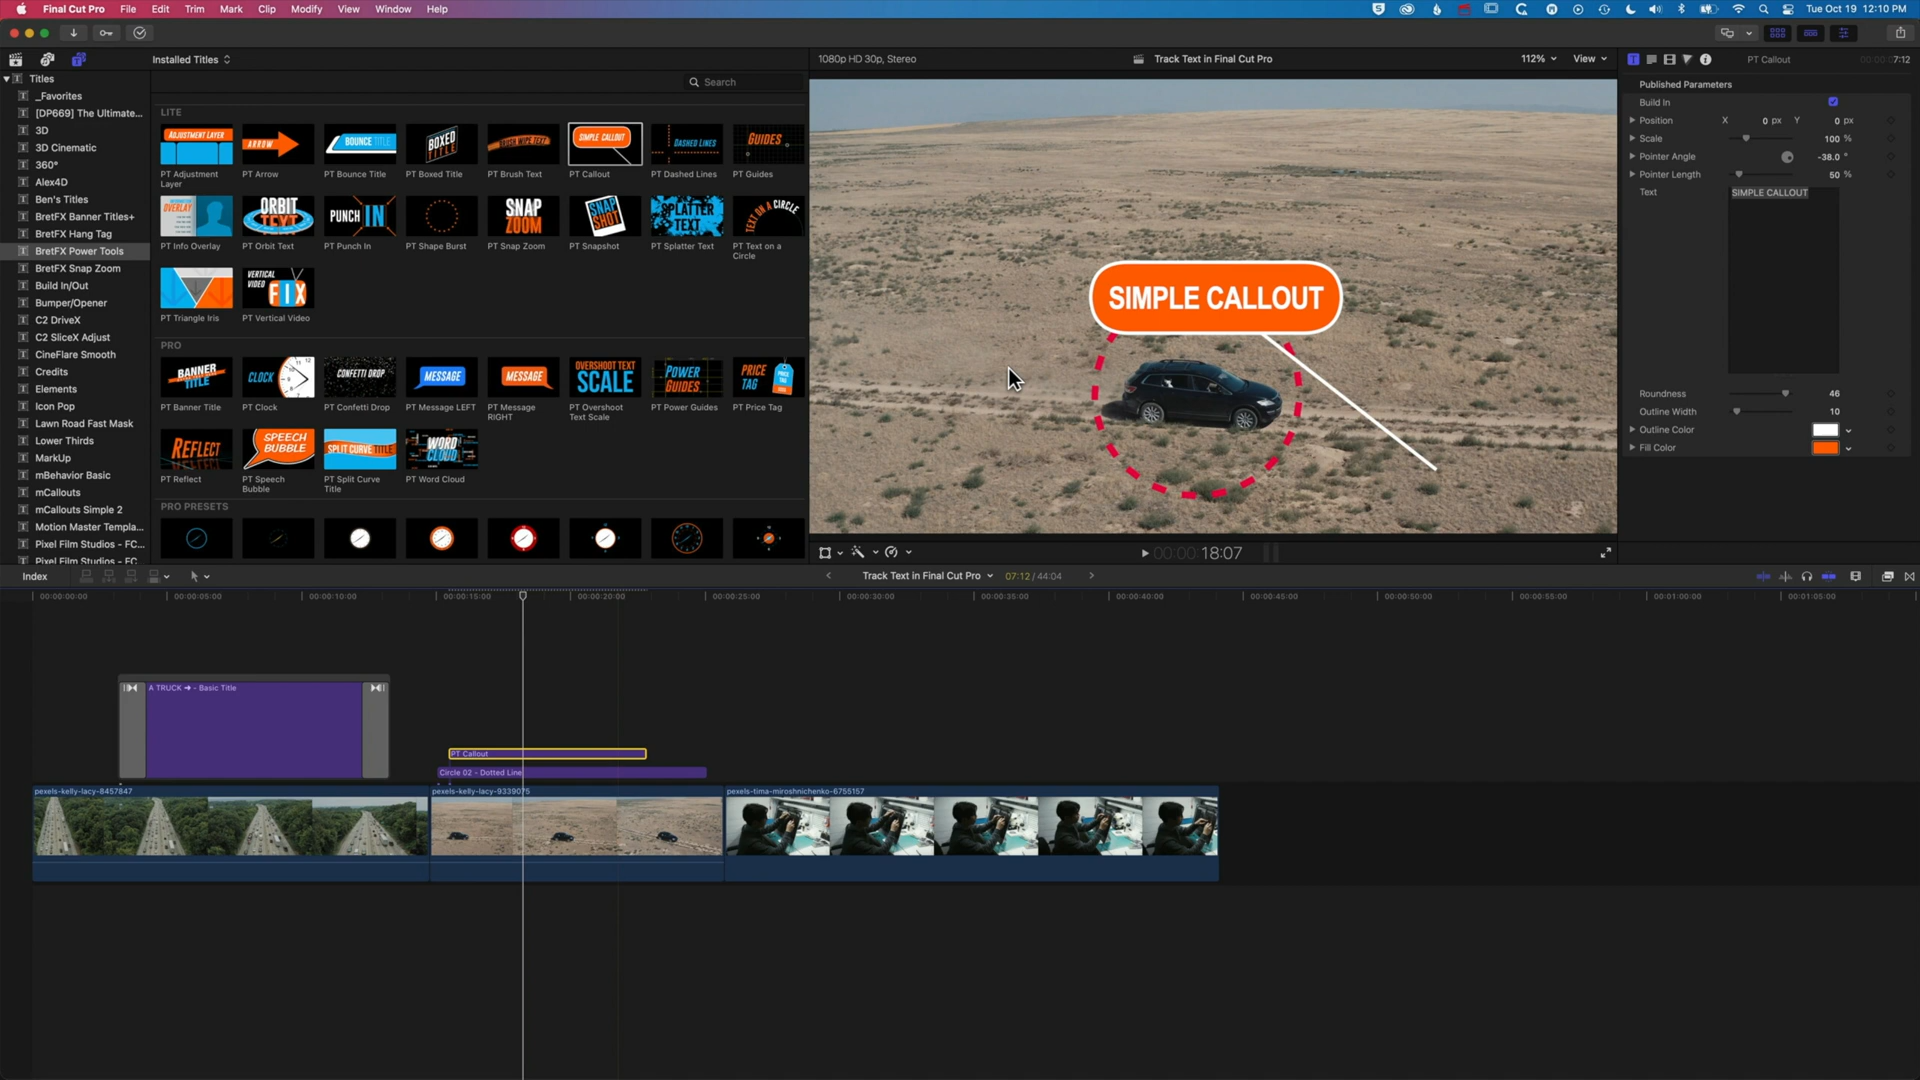 Final Cut Pro File Edit Trim Mark Clip Modify View Window Help Tue Oct 19 12:10 PM
Installed Titles
Search
1080p HD 30p, Stereo
Track Text in Final Cut Pro
112% View
PT Callout
7:12
Titles
_Favorites
[DP669] The Ultimate...
3D
3D Cinematic
360°
Alex4D
Ben's Titles
BretFX Banner Titles+
BretFX Hang Tag
BretFX Power Tools
BretFX Snap Zoom
Build In/Out
Bumper/Opener
C2 DriveX
C2 SliceX Adjust
CineFlare Smooth
Credits
Elements
Icon Pop
Lawn Road Fast Mask
Lower Thirds
MarkUp
mBehavior Basic
mCallouts
mCallouts Simple 2
Motion Master Templa...
Pixel Film Studios - FC...
Pixel Film Studios - FC
LITE
ADJUSTMENT LAYER
ARROW
BOUNCE TITLE
BOXED TITLE
BRUSH WIPE TEXT
SIMPLE CALLOUT
DASHED LINES
GUIDES
PT Adjustment Layer
PT Arrow
PT Bounce Title
PT Boxed Title
PT Brush Text
PT Callout
PT Dashed Lines
PT Guides
OVERLAY
ORBIT TEXT
PUNCH IN
SNAP ZOOM
SNAP SHOT
SPLATTER TEXT
TEXT ON A CIRCLE
PT Info Overlay
PT Orbit Text
PT Punch In
PT Shape Burst
PT Snap Zoom
PT Snapshot
PT Splatter Text
PT Text on a Circle
VERTICAL VIDEO FIX
PT Triangle Iris
PT Vertical Video
PRO
BANNER TITLE
CLOCK
CONFETTI DROP
MESSAGE
MESSAGE
OVERSHOOT TEXT SCALE
POWER GUIDES
PRICE TAG
PRICE TAG
PT Banner Title
PT Clock
PT Confetti Drop
PT Message LEFT
PT Message RIGHT
PT Overshoot Text Scale
PT Power Guides
PT Price Tag
REFLECT
SPEECH BUBBLE
SPLIT CURVE TITLE
WORD CLOUD
PT Reflect
PT Speech Bubble
PT Split Curve Title
PT Word Cloud
PRO PRESETS
SIMPLE CALLOUT
00:00:18:07
Published Parameters
Build In
Position X 0 px Y 0 px
Scale 100 %
Pointer Angle -38.0 °
Pointer Length 50 %
Text SIMPLE CALLOUT
Roundness 46
Outline Width 10
Outline Color
Fill Color
Index
Track Text in Final Cut Pro 07:12 / 44:04
00:00:00:00 00:00:05:00 00:00:10:00 00:00:15:00 00:00:20:00 00:00:25:00 00:00:30:00 00:00:35:00 00:00:40:00 00:00:45:00 00:00:50:00 00:00:55:00 00:01:00:00 00:01:05:00
A TRUCK ➔ - Basic Title
PT Callout
Circle 02 - Dotted Line
pexels-kelly-lacy-8457847
pexels-kelly-lacy-9339075
pexels-tima-miroshnichenko-6755157